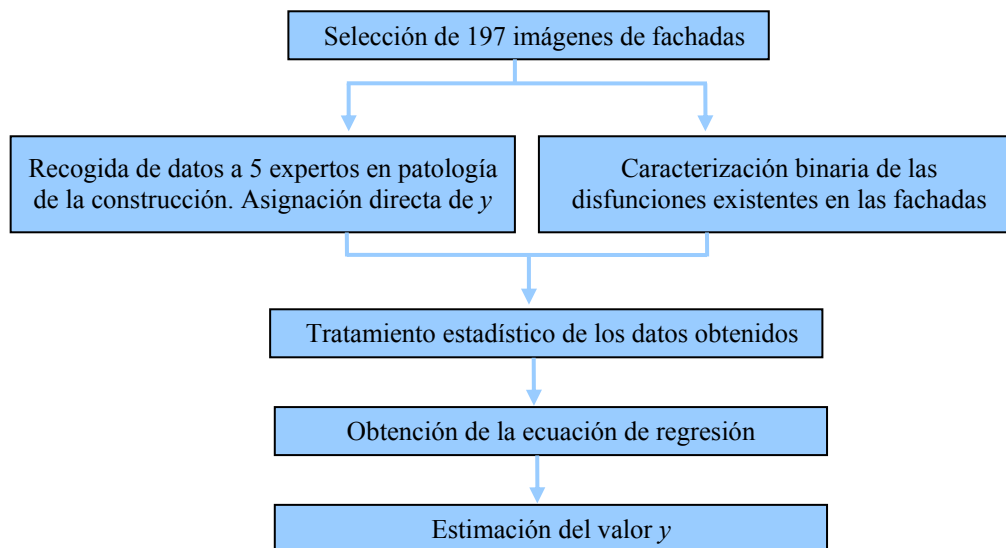 Selección de 197 imágenes de fachadas
Recogida de datos a 5 expertos en patología
de la construcción. Asignación directa de y
Caracterización binaria de las
disfunciones existentes en las fachadas
Tratamiento estadístico de los datos obtenidos
Obtención de la ecuación de regresión
Estimación del valor y